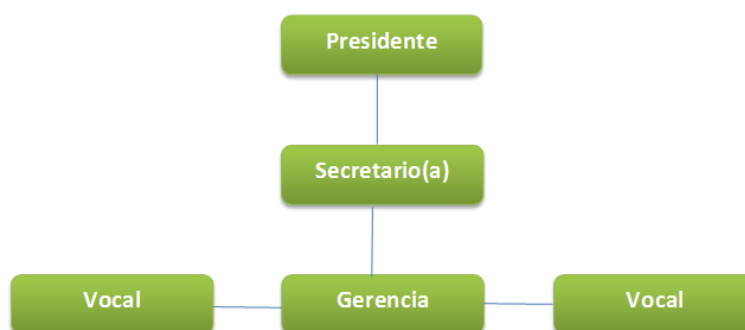 Presidente
Secretario(a)
Vocal
Gerencia
Vocal